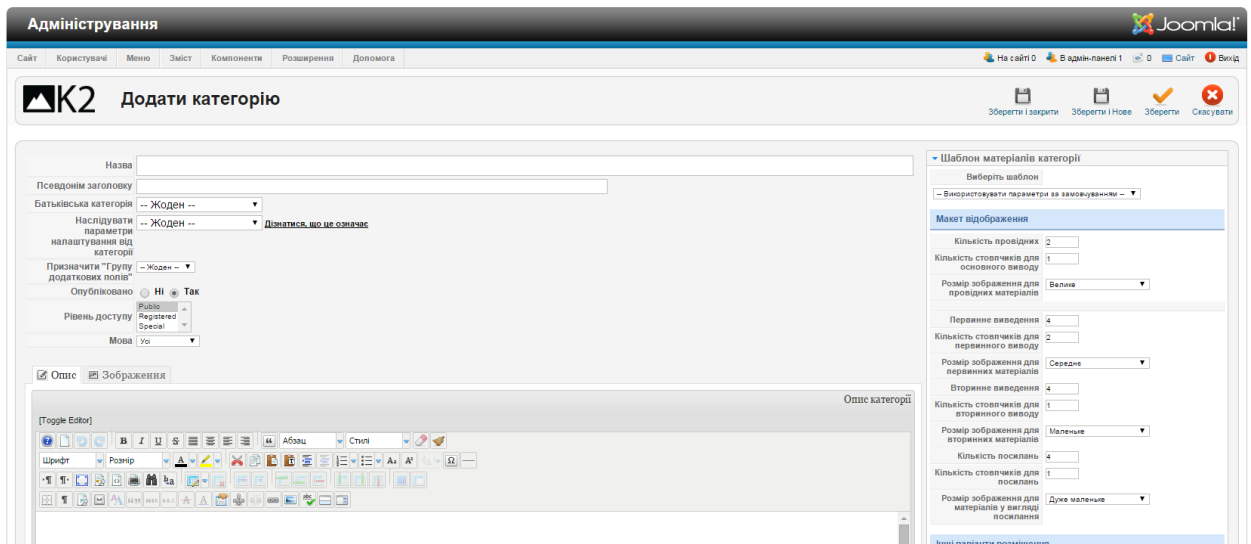 Адміністрування
Joomla!
Сайт Користувачі Меню Зміст Компоненти Розширення Допомога
На сайті 0 В адмін-панелі 1 0 Сайт Вихід
K2 Додати категорію
Зберегти і закрити Зберегти і Нове Зберегти Скасувати
Назва
Псевдонім заголовку
Батьківська категорія -- Жоден --
Наслідувати параметри налаштування від категорії -- Жоден -- Дізнатися, що це означає
Призначити "Групу додаткових полів" -- Жоден --
Опубліковано Ні Так
Рівень доступу Public
Registered
Special
Мова Усі
Опис Зображення
Опис категорії
[Toggle Editor]
B I U S Абзац Стилі
Шрифт Розмір
Шаблон матеріалів категорії
Виберіть шаблон
-- Використовувати параметри за замовчуванням --
Макет відображення
Кількість провідних 2
Кількість стовпчиків для
основного виводу 1
Розмір зображення для
провідних матеріалів Велике
Первинне виведення 4
Кількість стовпчиків для
первинного виводу 2
Розмір зображення для
первинних матеріалів Середнє
Вторинне виведення 4
Кількість стовпчиків для
вторинного виводу 1
Розмір зображення для
вторинних матеріалів Маленьке
Кількість посилань 4
Кількість стовпчиків для
посилань 1
Розмір зображення для
матеріалів у вигляді
посилання Дуже маленьке
Інші варіанти розміщення